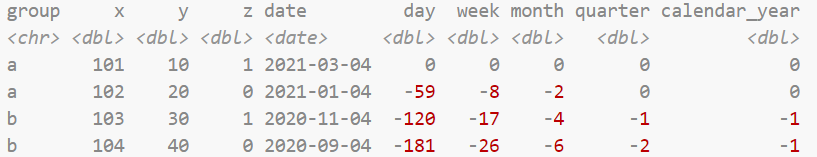 group x y z date day week month quarter calendar_year
<chr> <dbl> <dbl> <dbl> <date> <dbl> <dbl> <dbl> <dbl> <dbl>
a 101 10 1 2021-03-04 0 0 0 0 0
a 102 20 0 2021-01-04 -59 -8 -2 0 0
b 103 30 1 2020-11-04 -120 -17 -4 -1 -1
b 104 40 0 2020-09-04 -181 -26 -6 -2 -1